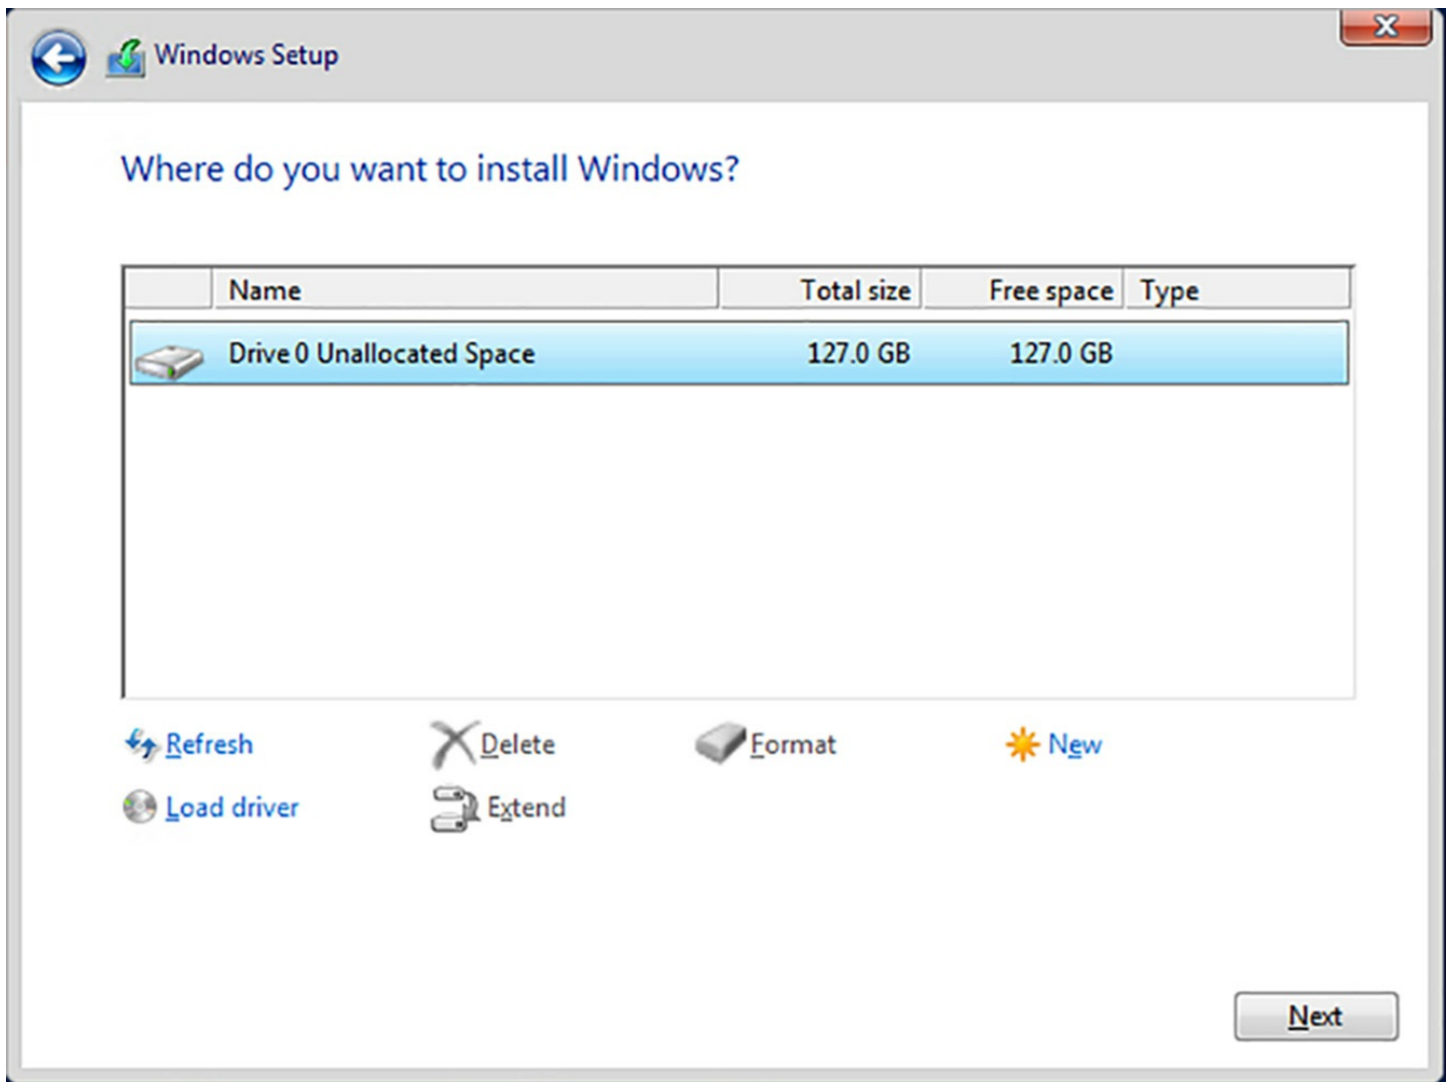 Windows Setup
Where do you want to install Windows?
Name Total size Free space Type
Drive 0 Unallocated Space 127.0 GB 127.0 GB
Refresh Delete Format New
Load driver Extend
Next